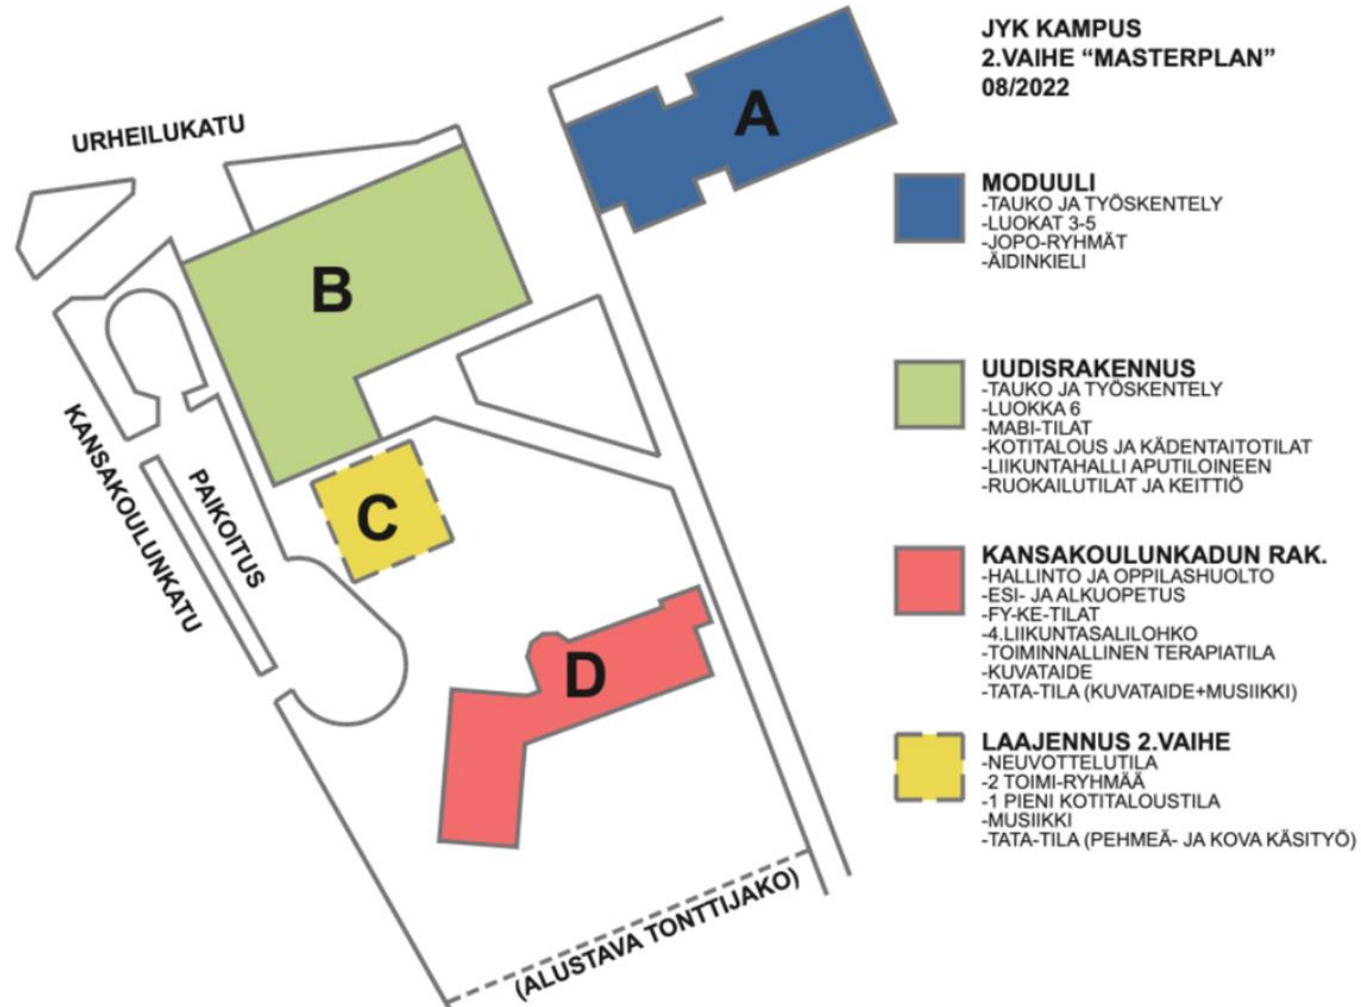 JYK KAMPUS
2.VAIHE “MASTERPLAN”
08/2022
URHEILUKATU
A
B
C
D
KANSAKOULUNKATU
PAIKOITUS
(ALUSTAVA TONTTIJAKO)
MODUULI
-TAUKO JA TYÖSKENTELY
-LUOKAT 3-5
-JOPO-RYHMÄT
-ÄIDINKIELI
UUDISRAKENNUS
-TAUKO JA TYÖSKENTELY
-LUOKKA 6
-MABI-TILAT
-KOTITALOUS JA KÄDENTAITOTILAT
-LIIKUNTAHALLI APUTILOINEEN
-RUOKAILUTILAT JA KEITTIÖ
KANSAKOULUNKADUN RAK.
-HALLINTO JA OPPILASHUOLTO
-ESI- JA ALKUOPETUS
-FY-KE-TILAT
-4.LIIKUNTASALILOHKO
-TOIMINNALLINEN TERAPIATILA
-KUVATAIDE
-TATA-TILA (KUVATAIDE+MUSIIKKI)
LAAJENNUS 2.VAIHE
-NEUVOTTELUTILA
-2 TOIMI-RYHMÄÄ
-1 PIENI KOTITALOUSTILA
-MUSIIKKI
-TATA-TILA (PEHMEÄ- JA KOVA KÄSITYÖ)